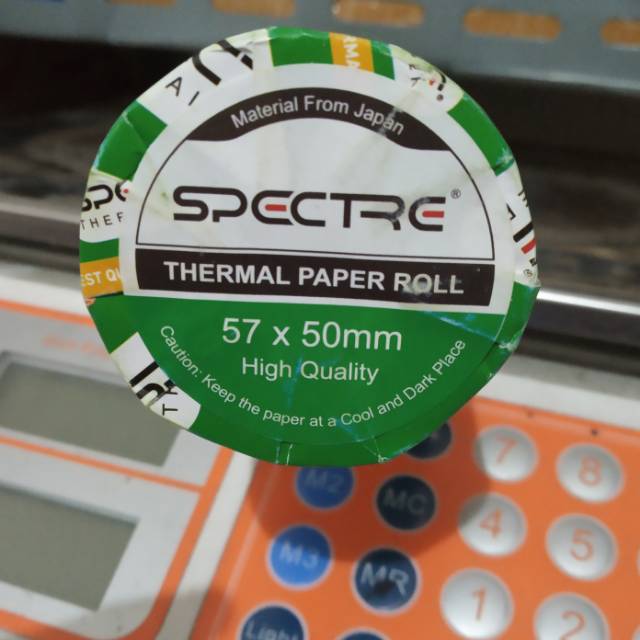 Material From Japan
SPECTRE®
THERMAL PAPER ROLL
57 x 50mm
High Quality
Caution: Keep the paper at a Cool and Dark Place
M2
MC
7
8
M3
MR
4
5
Light
1
2